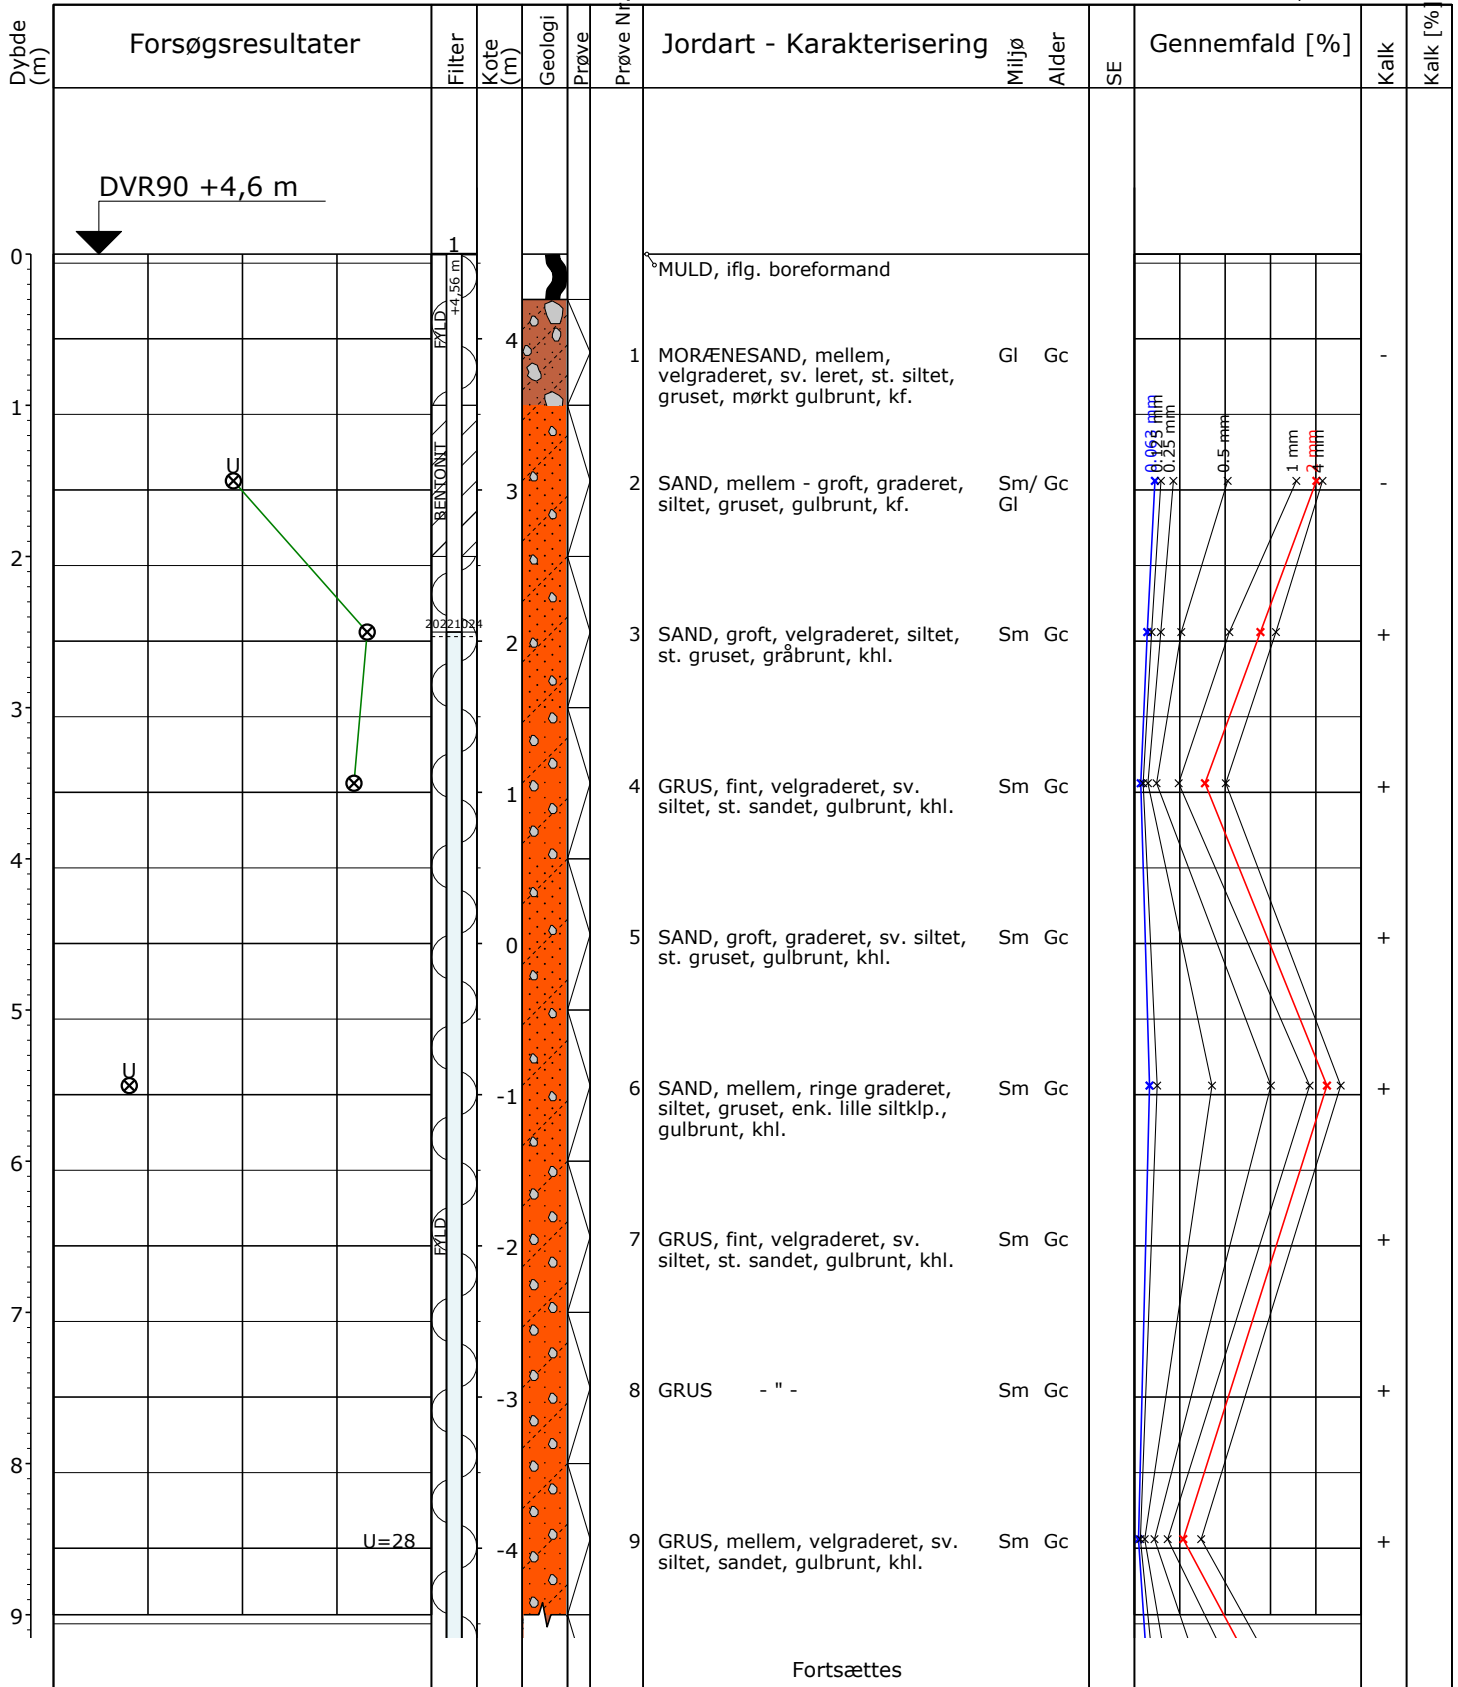 Dybde (m)
Forsøgsresultater
Filter
Kote (m)
Geologi
Prøve
Prøve Nr.
Jordart - Karakterisering
Miljø
Alder
SE
Gennemfald [%]
Kalk
Kalk [%]
DVR90 +4,6 m
0
1
+4,56 m
MULD, iflg. boreformand
FYLD
4
1 MORÆNESAND, mellem, Gl Gc -
velgraderet, sv. leret, st. siltet,
gruset, mørkt gulbrunt, kf.
1
0.063 mm
0.125 mm
0.25 mm
0.5 mm
1 mm
2 mm
4 mm
U
BENTONIT
3
2 SAND, mellem - groft, graderet, Sm/ Gc -
siltet, gruset, gulbrunt, kf. Gl
2
20221024
2
3 SAND, groft, velgraderet, siltet, Sm Gc +
st. gruset, gråbrunt, khl.
3
1
4 GRUS, fint, velgraderet, sv. Sm Gc +
siltet, st. sandet, gulbrunt, khl.
4
0
5 SAND, groft, graderet, sv. siltet, Sm Gc +
st. gruset, gulbrunt, khl.
5
U
-1
6 SAND, mellem, ringe graderet, Sm Gc +
siltet, gruset, enk. lille siltklp.,
gulbrunt, khl.
6
FYLD
-2
7 GRUS, fint, velgraderet, sv. Sm Gc +
siltet, st. sandet, gulbrunt, khl.
7
-3
8 GRUS - " - Sm Gc +
8
U=28
-4
9 GRUS, mellem, velgraderet, sv. Sm Gc +
siltet, sandet, gulbrunt, khl.
9
Fortsættes